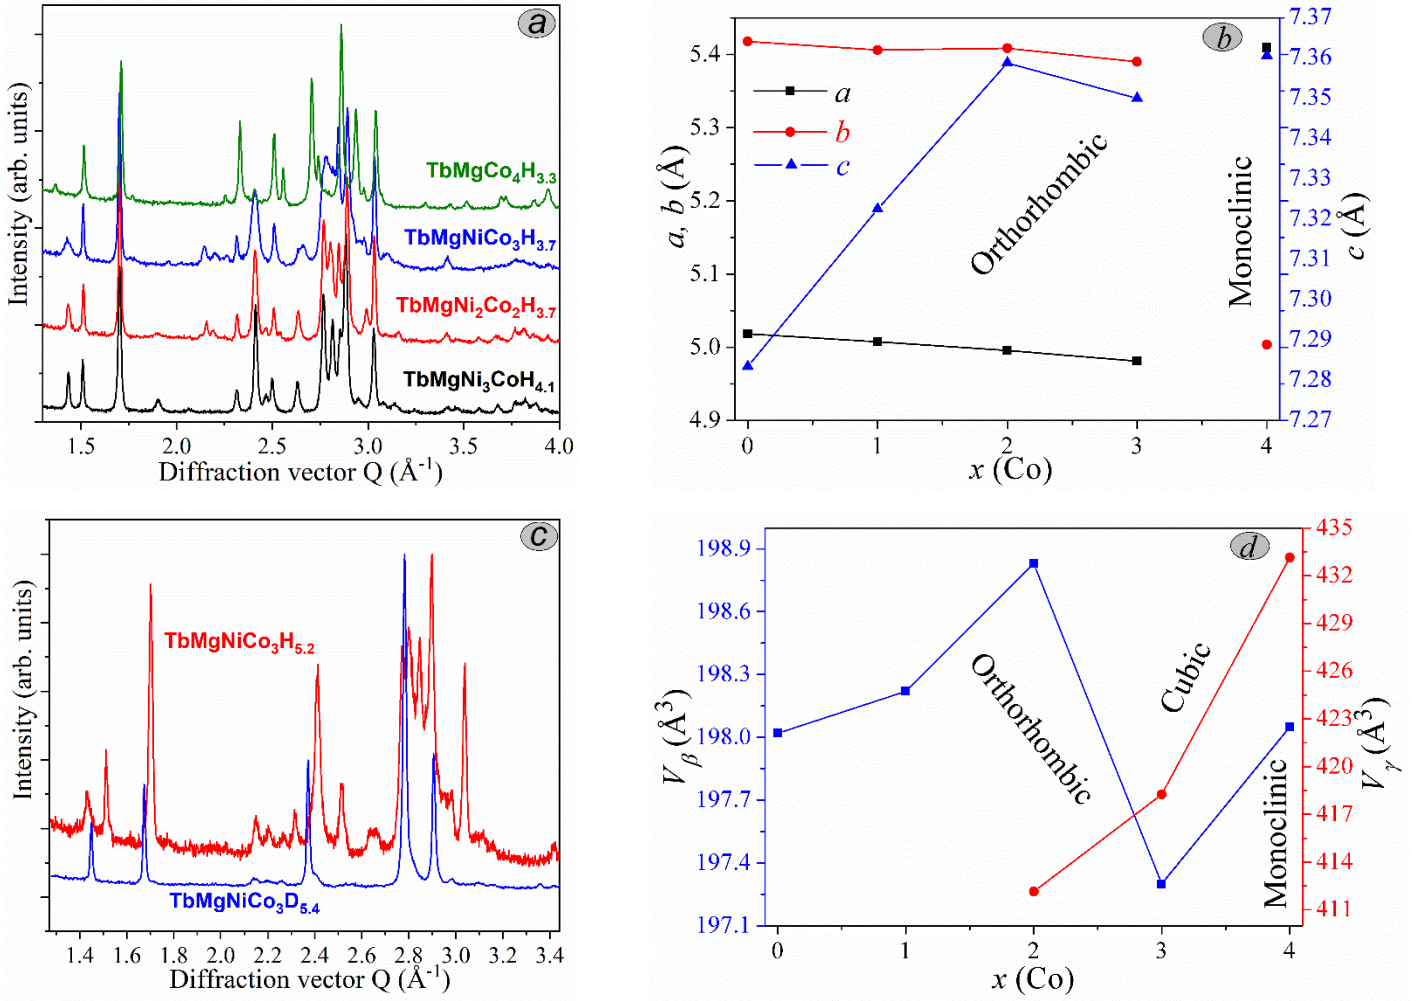 a
Intensity (arb. units)
TbMgCo4H3.3
TbMgNiCo3H3.7
TbMgNi2Co2H3.7
TbMgNi3CoH4.1
1.5 2.0 2.5 3.0 3.5 4.0
Diffraction vector Q (Å-1)
b
a, b (Å)
5.4
5.3
5.2
5.1
5.0
4.9
a
b
c
Orthorhombic
Monoclinic
7.37
7.36
7.35
7.34
7.33
7.32
7.31
7.30
7.29
7.28
7.27
c (Å)
0 1 2 3 4
x (Co)
c
Intensity (arb. units)
TbMgNiCo3H5.2
TbMgNiCo3D5.4
1.4 1.6 1.8 2.0 2.2 2.4 2.6 2.8 3.0 3.2 3.4
Diffraction vector Q (Å-1)
d
Vβ (Å3)
198.9
198.6
198.3
198.0
197.7
197.4
197.1
Orthorhombic
Cubic
Monoclinic
435
432
429
426
423
420
417
414
411
Vγ (Å3)
0 1 2 3 4
x (Co)